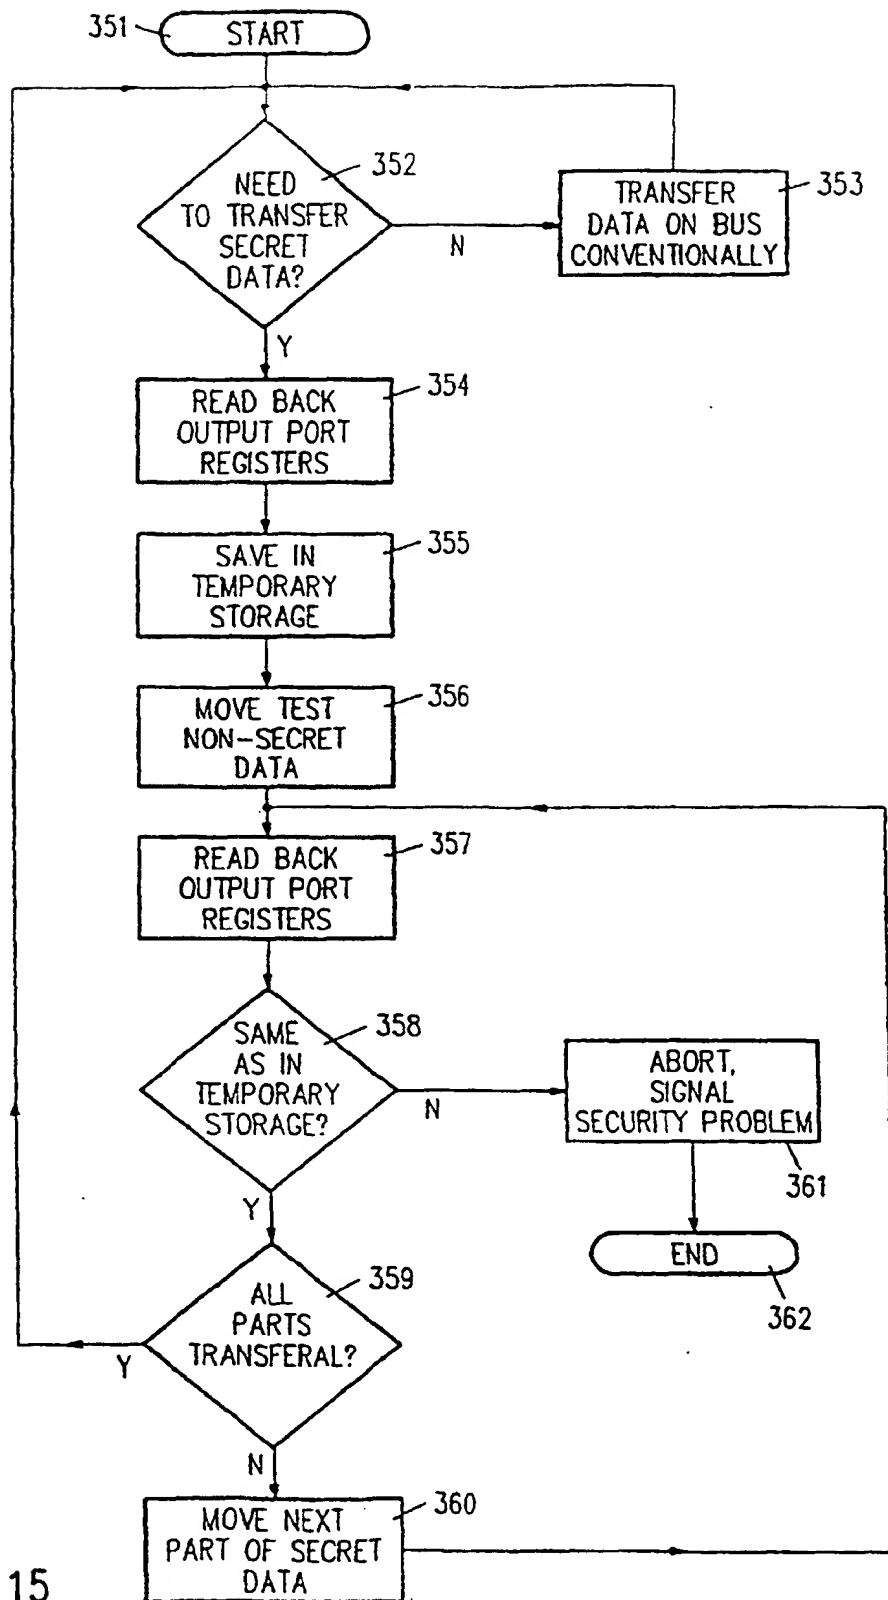 351
START
352
NEED
TO TRANSFER
SECRET
DATA?
N
TRANSFER
DATA ON BUS
CONVENTIONALLY
353
Y
READ BACK
OUTPUT PORT
REGISTERS
354
SAVE IN
TEMPORARY
STORAGE
355
MOVE TEST
NON-SECRET
DATA
356
READ BACK
OUTPUT PORT
REGISTERS
357
SAME
AS IN
TEMPORARY
STORAGE?
358
N
ABORT,
SIGNAL
SECURITY PROBLEM
361
END
362
Y
ALL
PARTS
TRANSFERAL?
359
Y
N
MOVE NEXT
PART OF SECRET
DATA
360
15